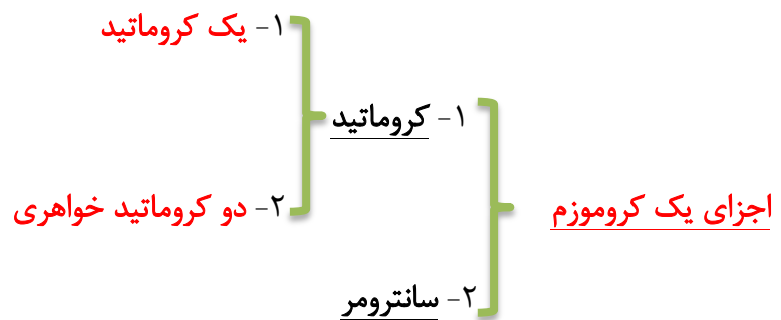 اجزای یک کروموزم
۱- کروماتید
۱- یک کروماتید
۲- دو کروماتید خواهری
۲- سانترومر